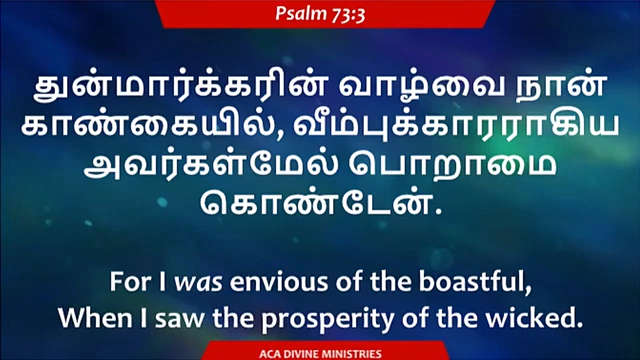 Psalm 73:3
துன்மார்க்கரின் வாழ்வை நான்
காண்கையில், வீம்புக்காரராகிய
அவர்கள்மேல் பொறாமை
கொண்டேன்.
For I was envious of the boastful,
When I saw the prosperity of the wicked.
ACA DIVINE MINISTRIES